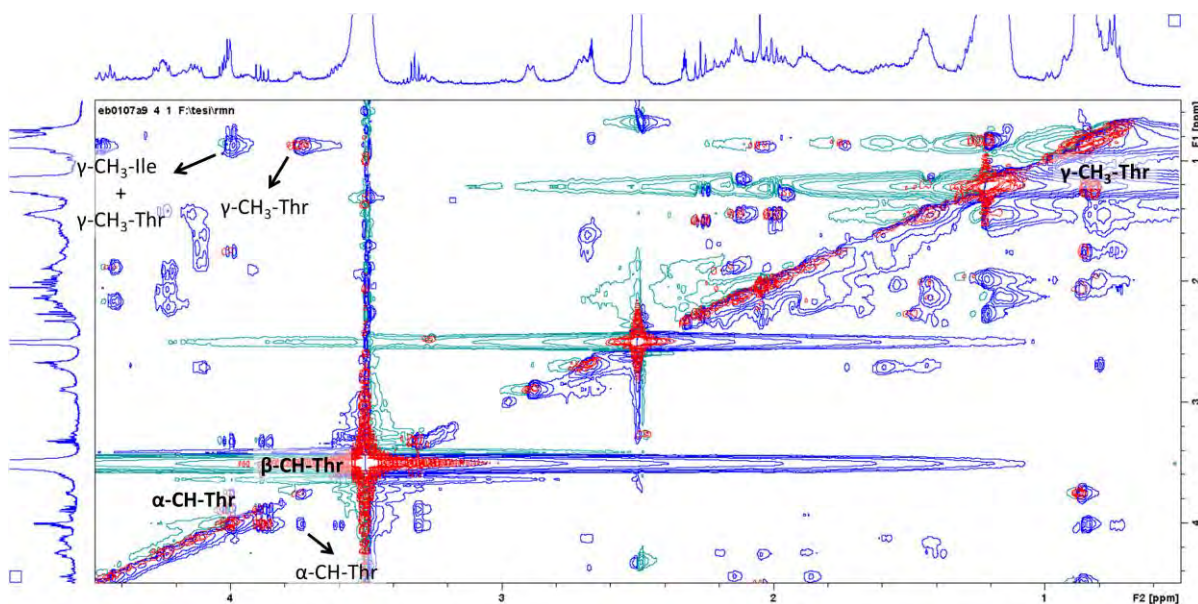 eb0107a9 4 1 F:\tesi\rmn
γ-CH3-Ile
+
γ-CH3-Thr
γ-CH3-Thr
γ-CH3-Thr
β-CH-Thr
α-CH-Thr
α-CH-Thr
F1 [ppm]
1
2
3
4
4
3
2
1
F2 [ppm]